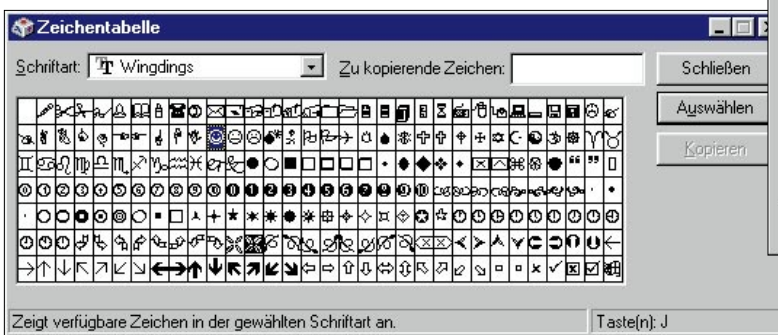 Zeichentabelle
Schriftart: Wingdings Zu kopierende Zeichen: Schließen
Auswählen
Kopieren
Zeigt verfügbare Zeichen in der gewählten Schriftart an. Taste(n): J